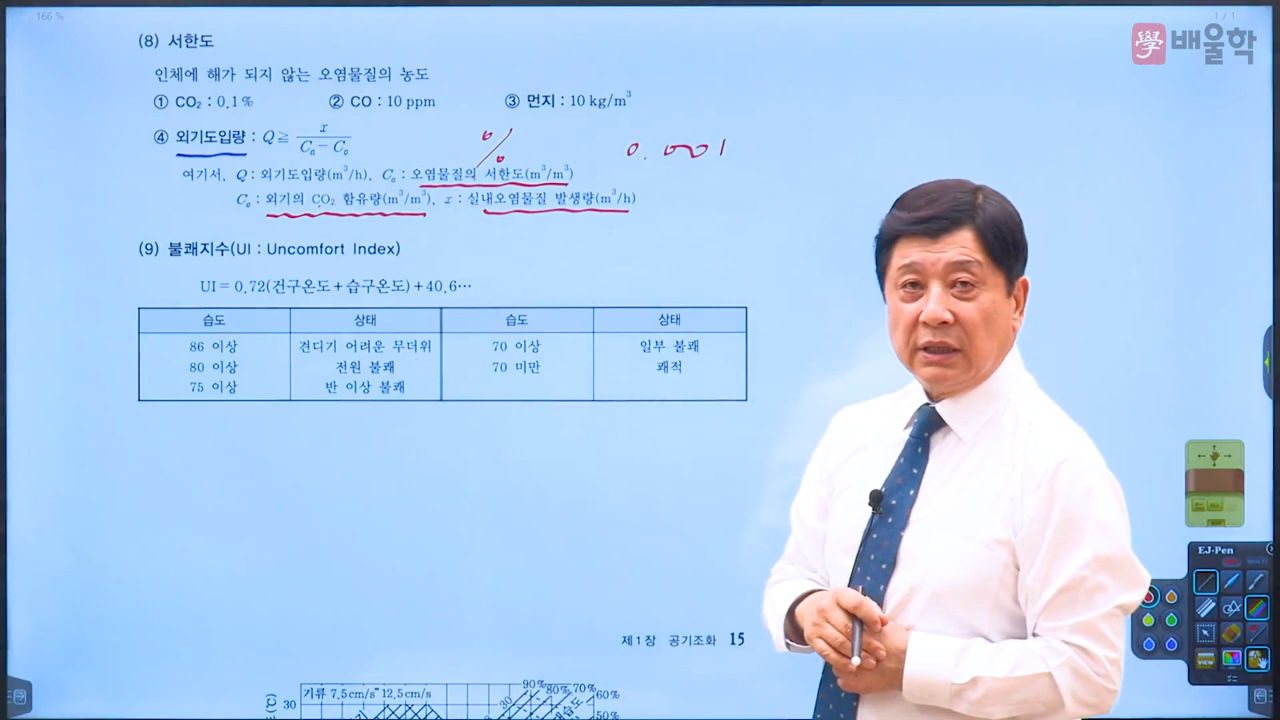 166 %
1 / 1
學 배울학
(8) 서한도
인체에 해가 되지 않는 오염물질의 농도
① CO₂ : 0.1% ② CO : 10 ppm ③ 먼지 : 10 kg/m³
④ 외기도입량 : Q ≧ x / (Cₐ − Cₒ)
% 0.001
여기서, Q : 외기도입량(m³/h), Cₐ : 오염물질의 서한도(m³/m³)
Cₒ : 외기의 CO₂ 함유량(m³/m³), x : 실내오염물질 발생량(m³/h)
(9) 불쾌지수(UI : Uncomfort Index)
UI = 0.72(건구온도 + 습구온도) + 40.6⋯
습도 상태 습도 상태
86 이상 견디기 어려운 무더위 70 이상 일부 불쾌
80 이상 전원 불쾌 70 미만 쾌적
75 이상 반 이상 불쾌
EJ-Pen
VIEW
제1장 공기조화 15
기류 7.5cm/s~12.5cm/s 90% 80% 70% 60%
30 30 50%